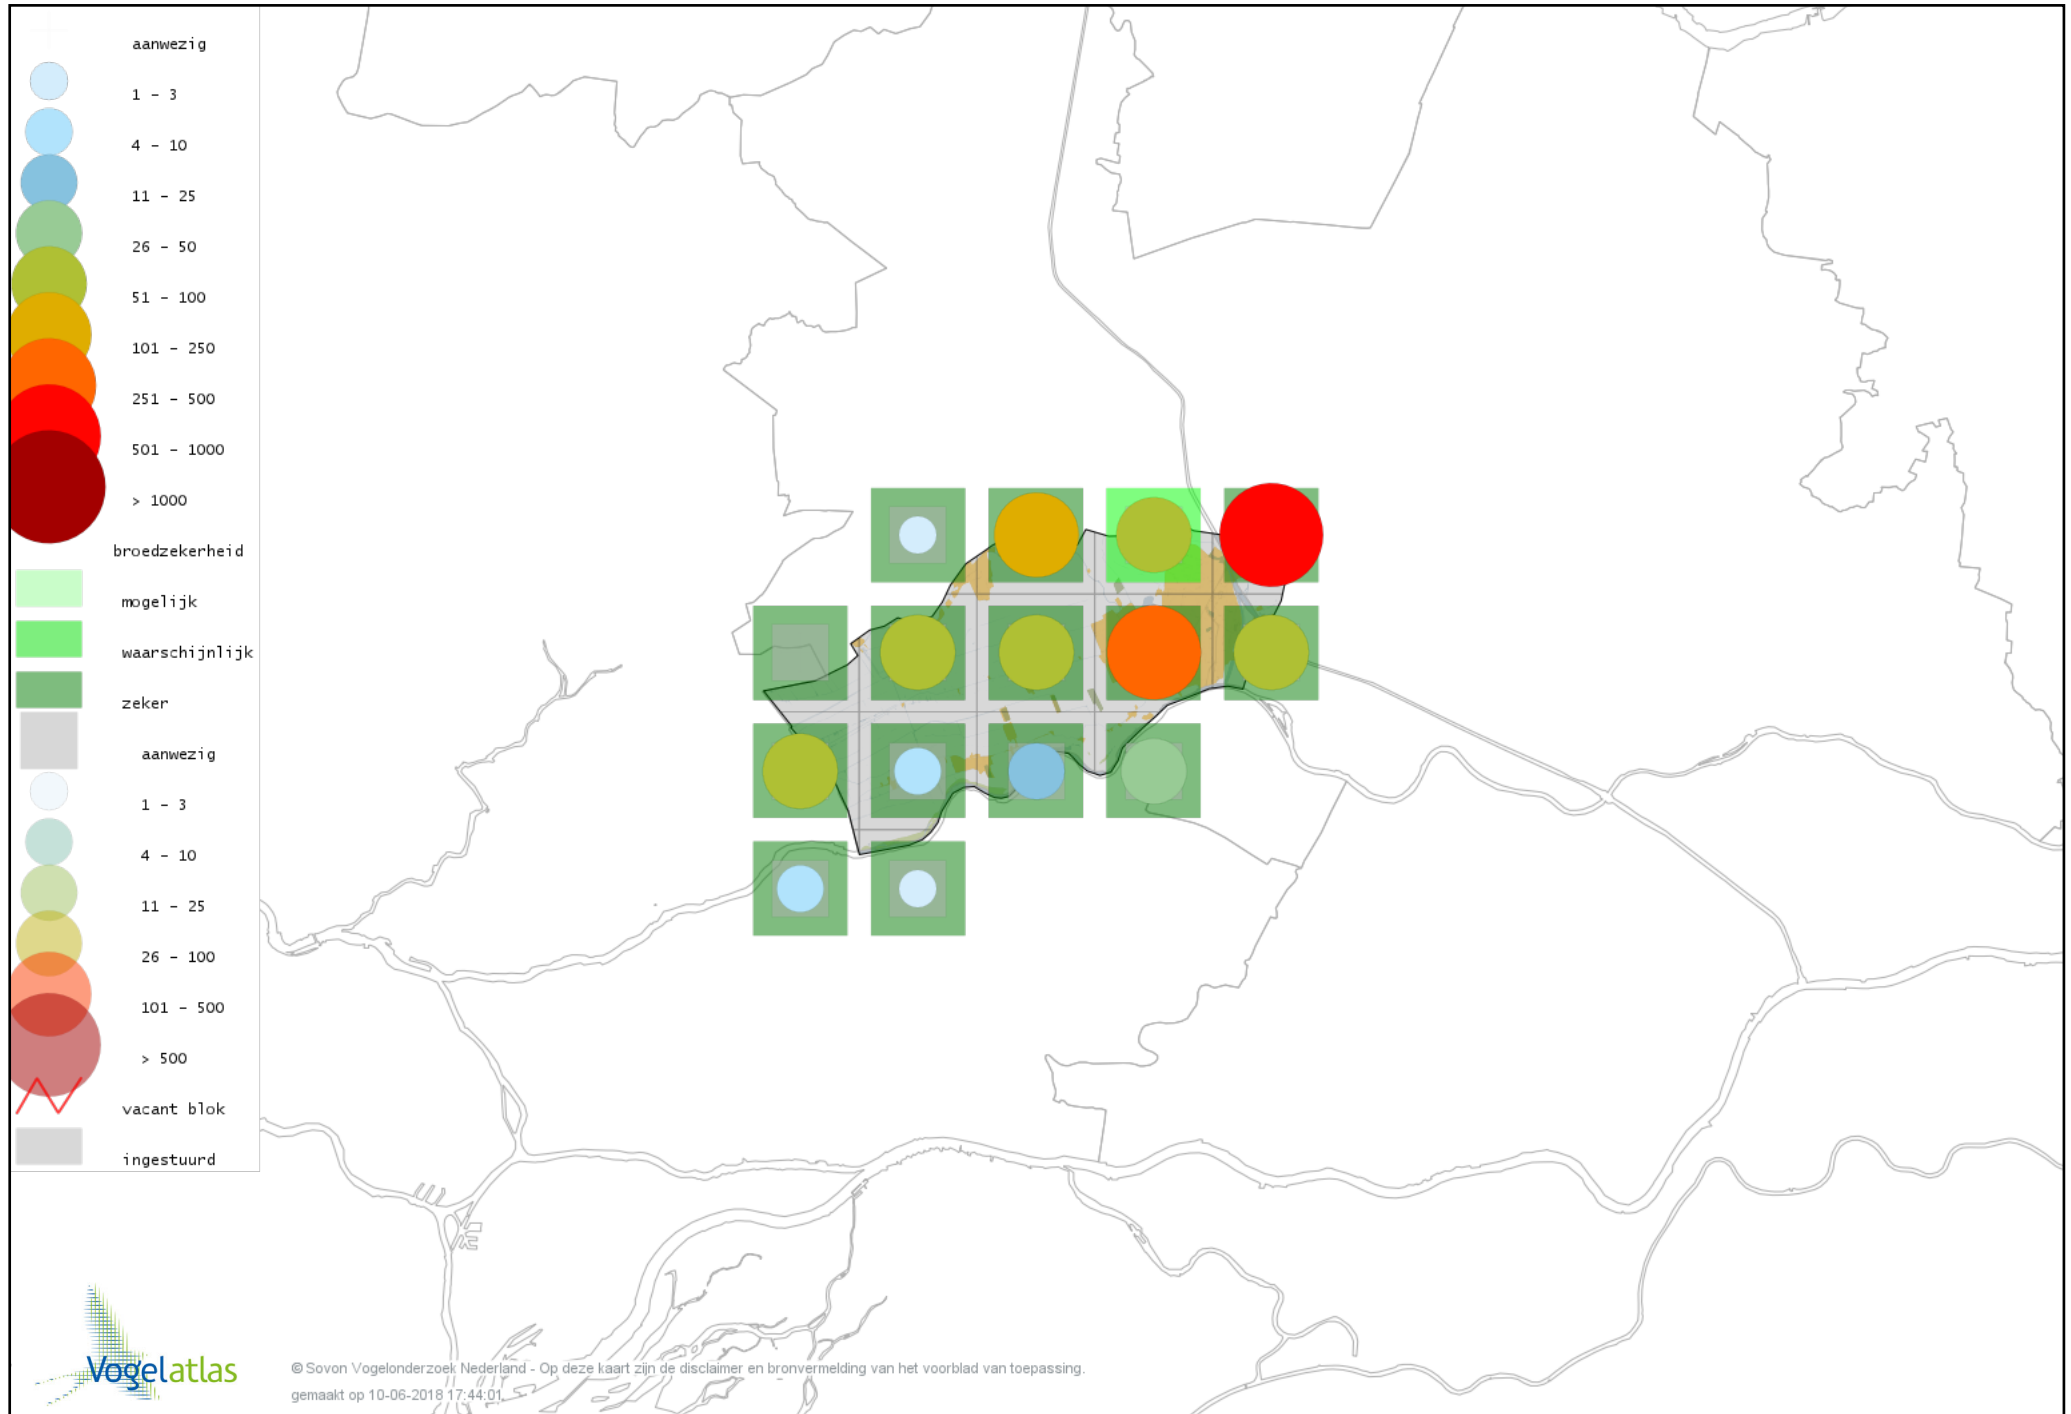 aanwezig
1 – 3
4 – 10
11 – 25
26 – 50
51 – 100
101 – 250
251 – 500
501 – 1000
> 1000
broedzekerheid
mogelijk
waarschijnlijk
zeker
aanwezig
1 – 3
4 – 10
11 – 25
26 – 100
101 – 500
> 500
vacant blok
ingestuurd
Vogelatlas
© Sovon Vogelonderzoek Nederland - Op deze kaart zijn de disclaimer en bronvermelding van het voorblad van toepassing.
gemaakt op 10-06-2018 17:44:01